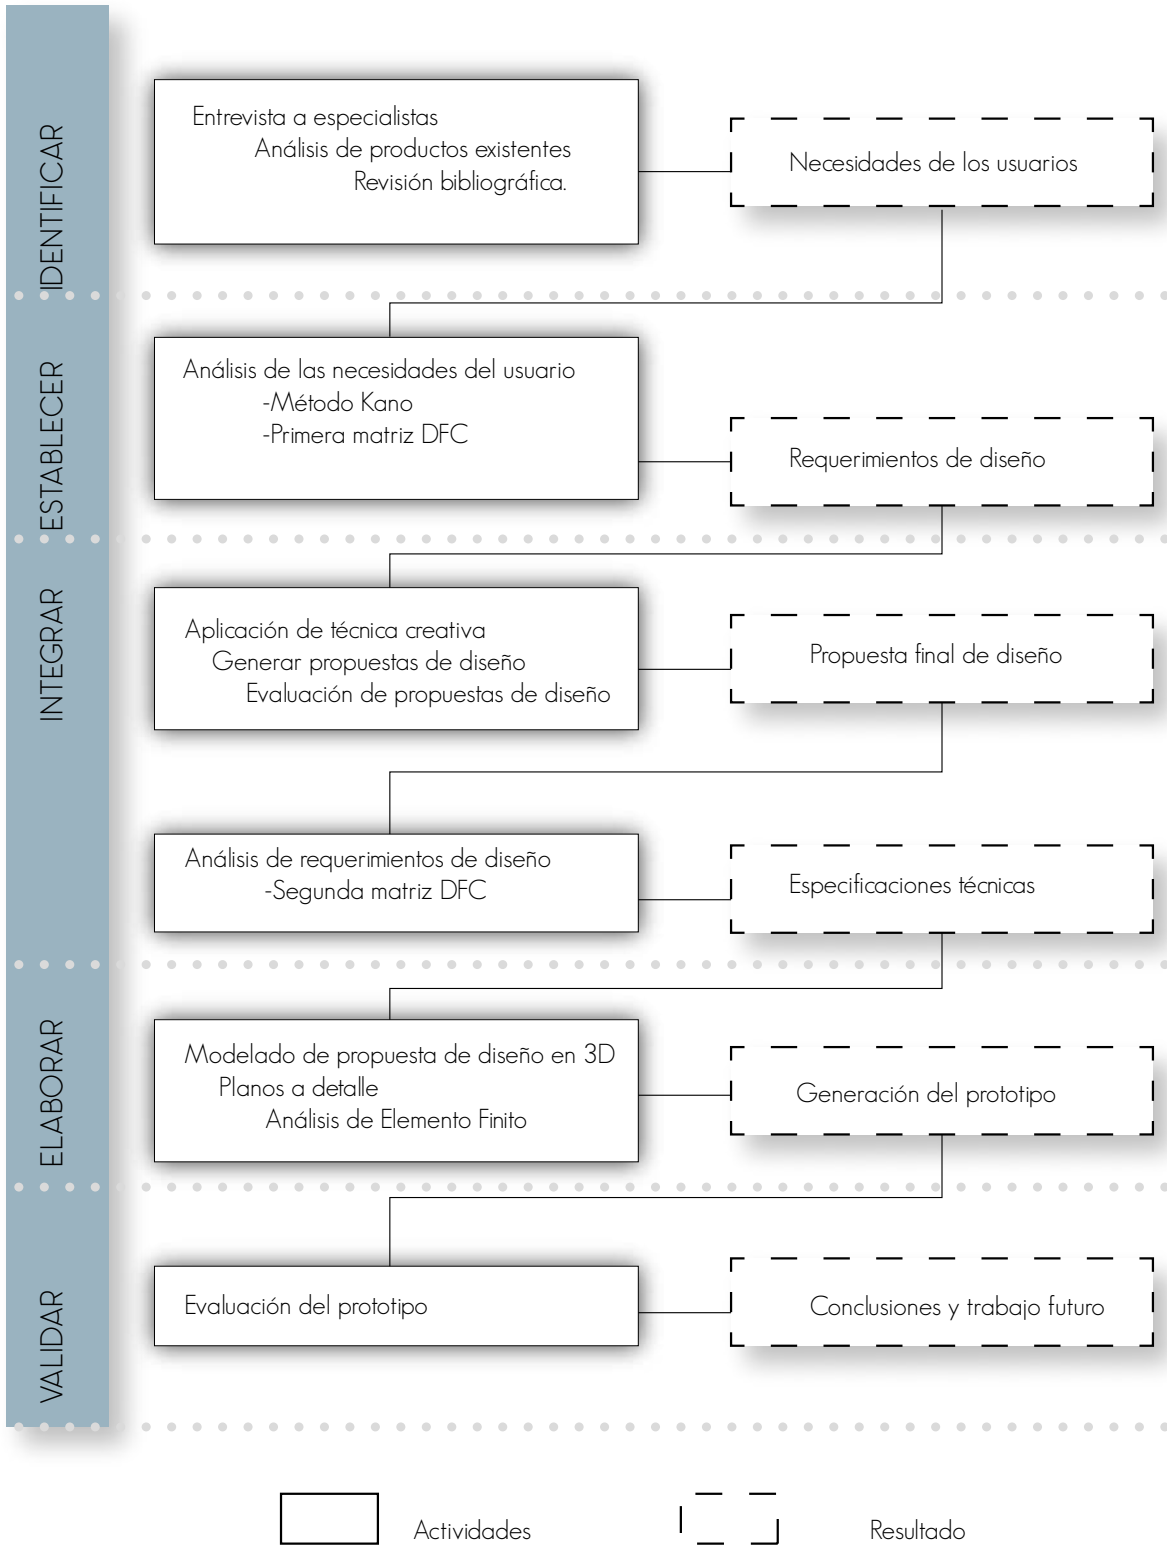 IDENTIFICAR
Entrevista a especialistas
Análisis de productos existentes
Revisión bibliográfica.
Necesidades de los usuarios
ESTABLECER
Análisis de las necesidades del usuario
-Método Kano
-Primera matriz DFC
Requerimientos de diseño
INTEGRAR
Aplicación de técnica creativa
Generar propuestas de diseño
Evaluación de propuestas de diseño
Propuesta final de diseño
Análisis de requerimientos de diseño
-Segunda matriz DFC
Especificaciones técnicas
ELABORAR
Modelado de propuesta de diseño en 3D
Planos a detalle
Análisis de Elemento Finito
Generación del prototipo
VALIDAR
Evaluación del prototipo
Conclusiones y trabajo futuro
Actividades
Resultado